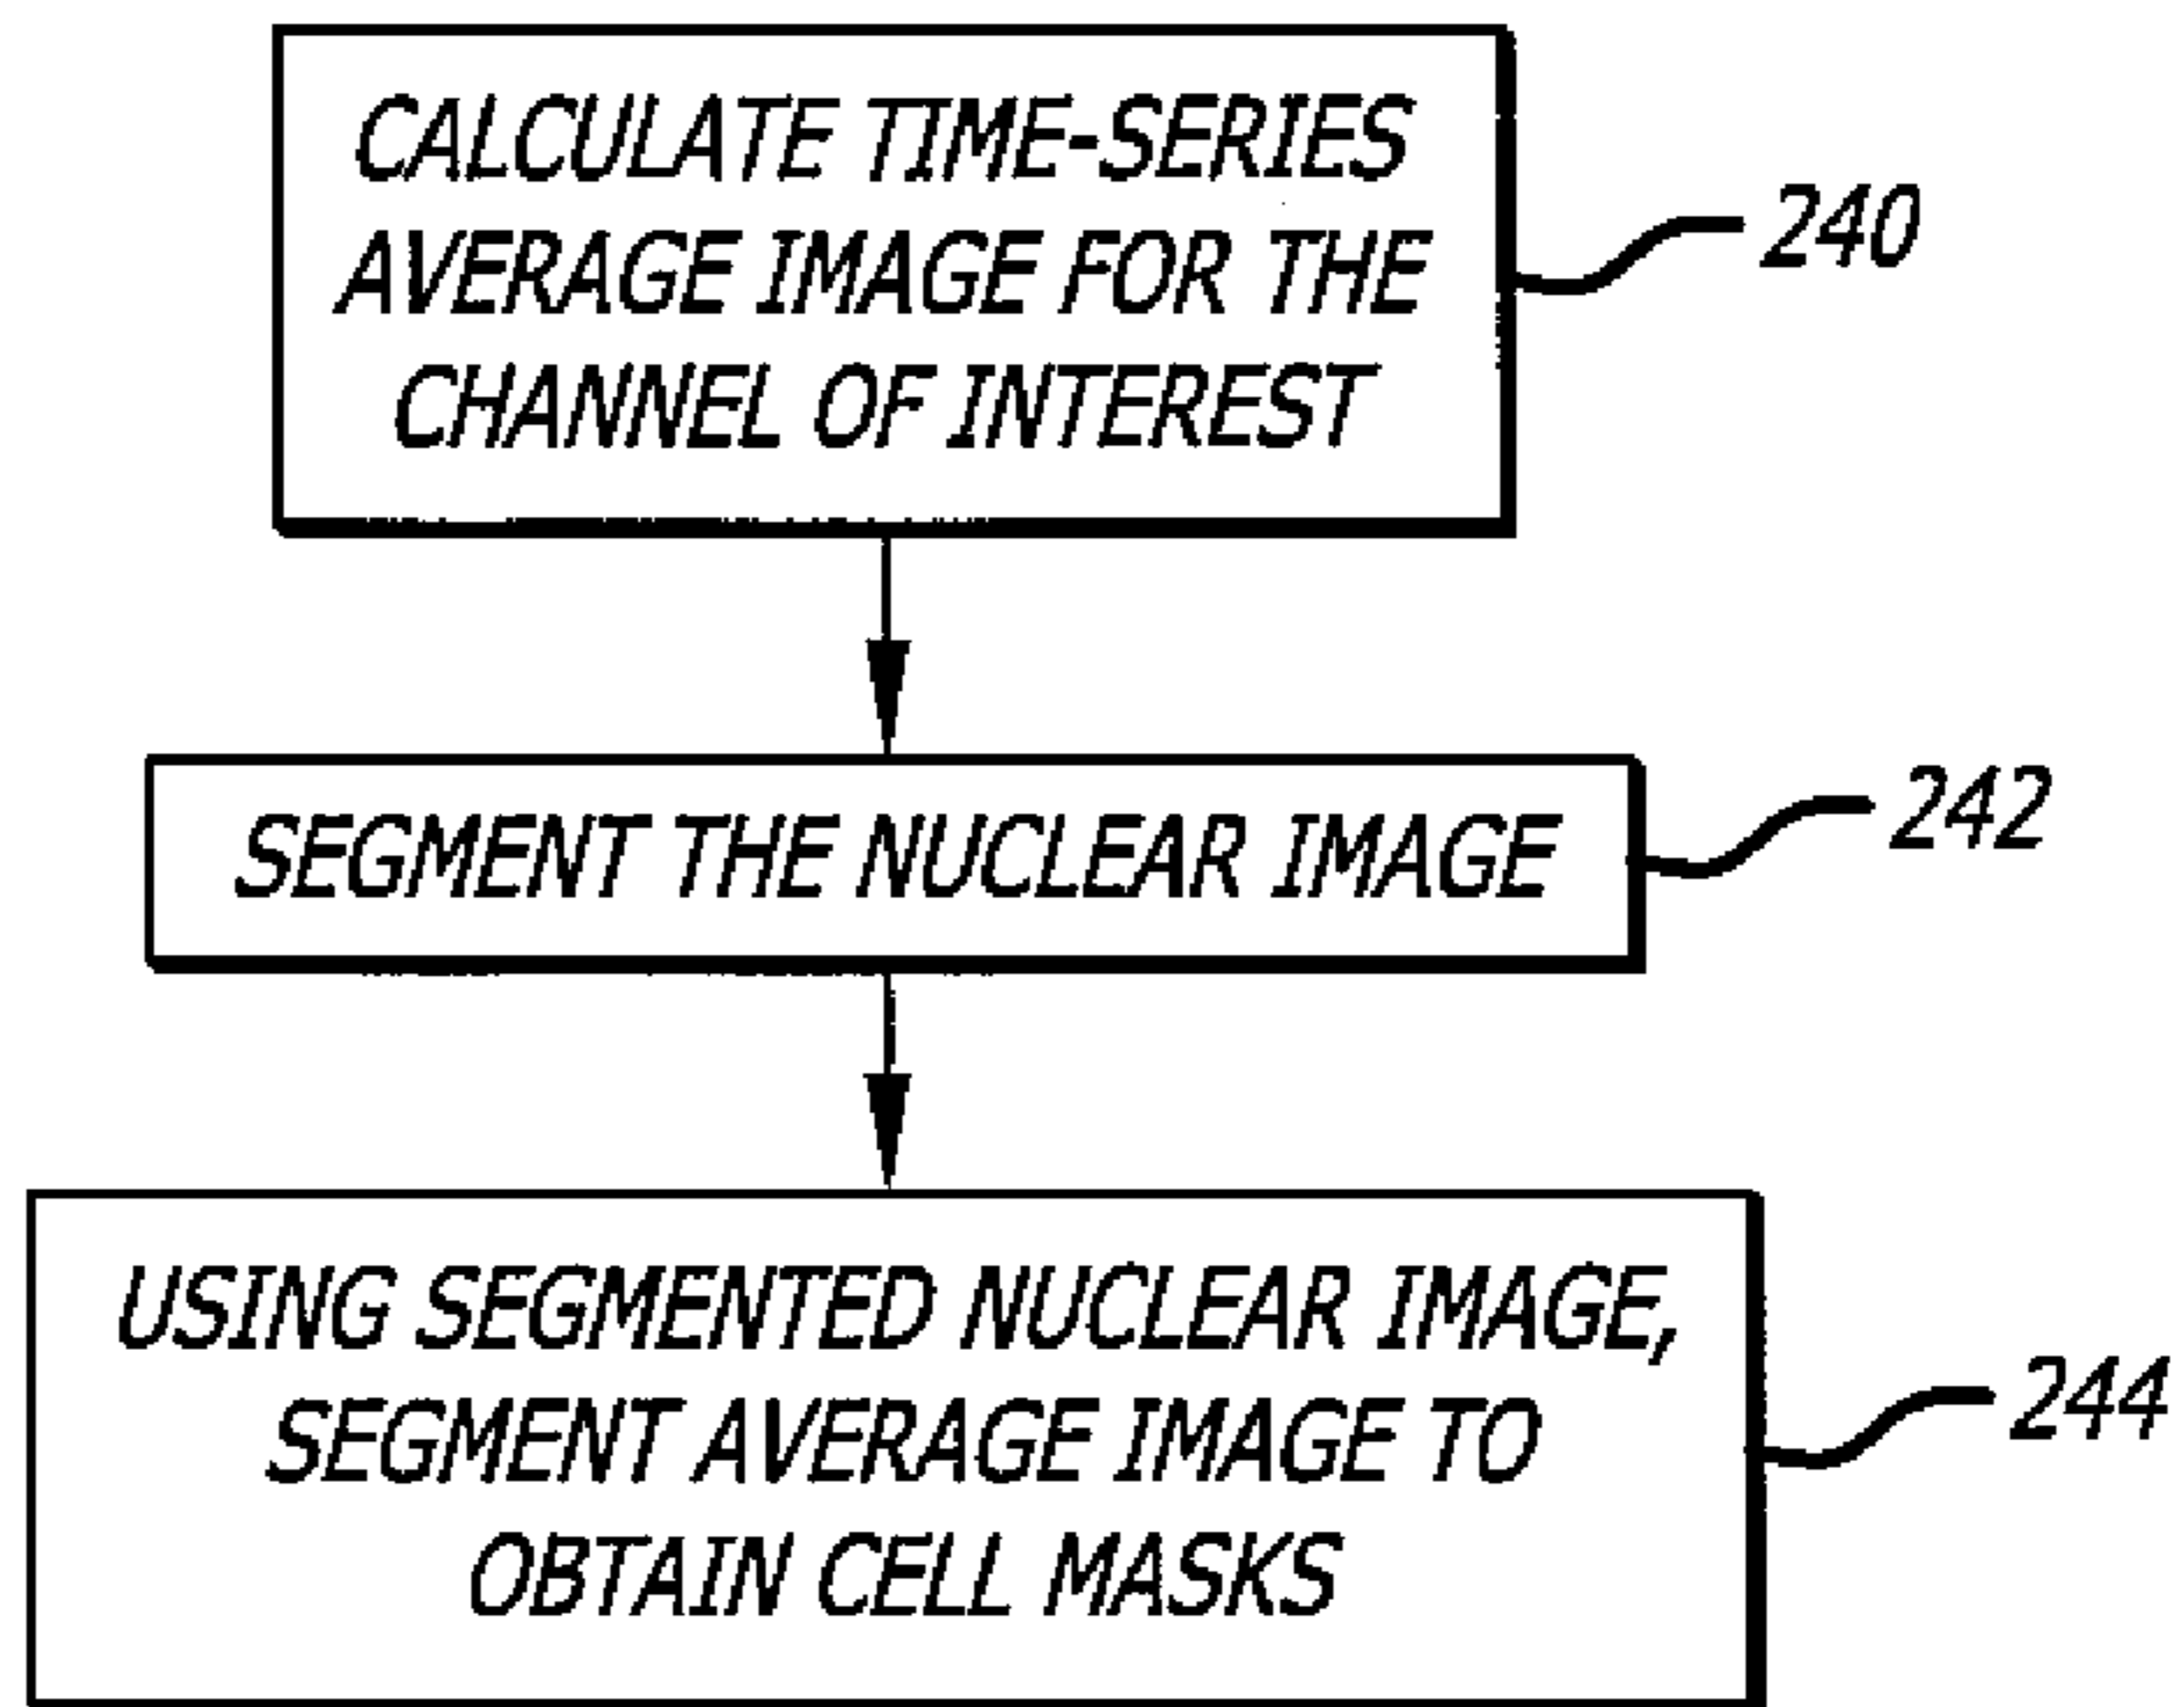 CALCULATE TIME-SERIES
AVERAGE IMAGE FOR THE
CHANNEL OF INTEREST
240
SEGMENT THE NUCLEAR IMAGE
242
USING SEGMENTED NUCLEAR IMAGE,
SEGMENT AVERAGE IMAGE TO
OBTAIN CELL MASKS
244